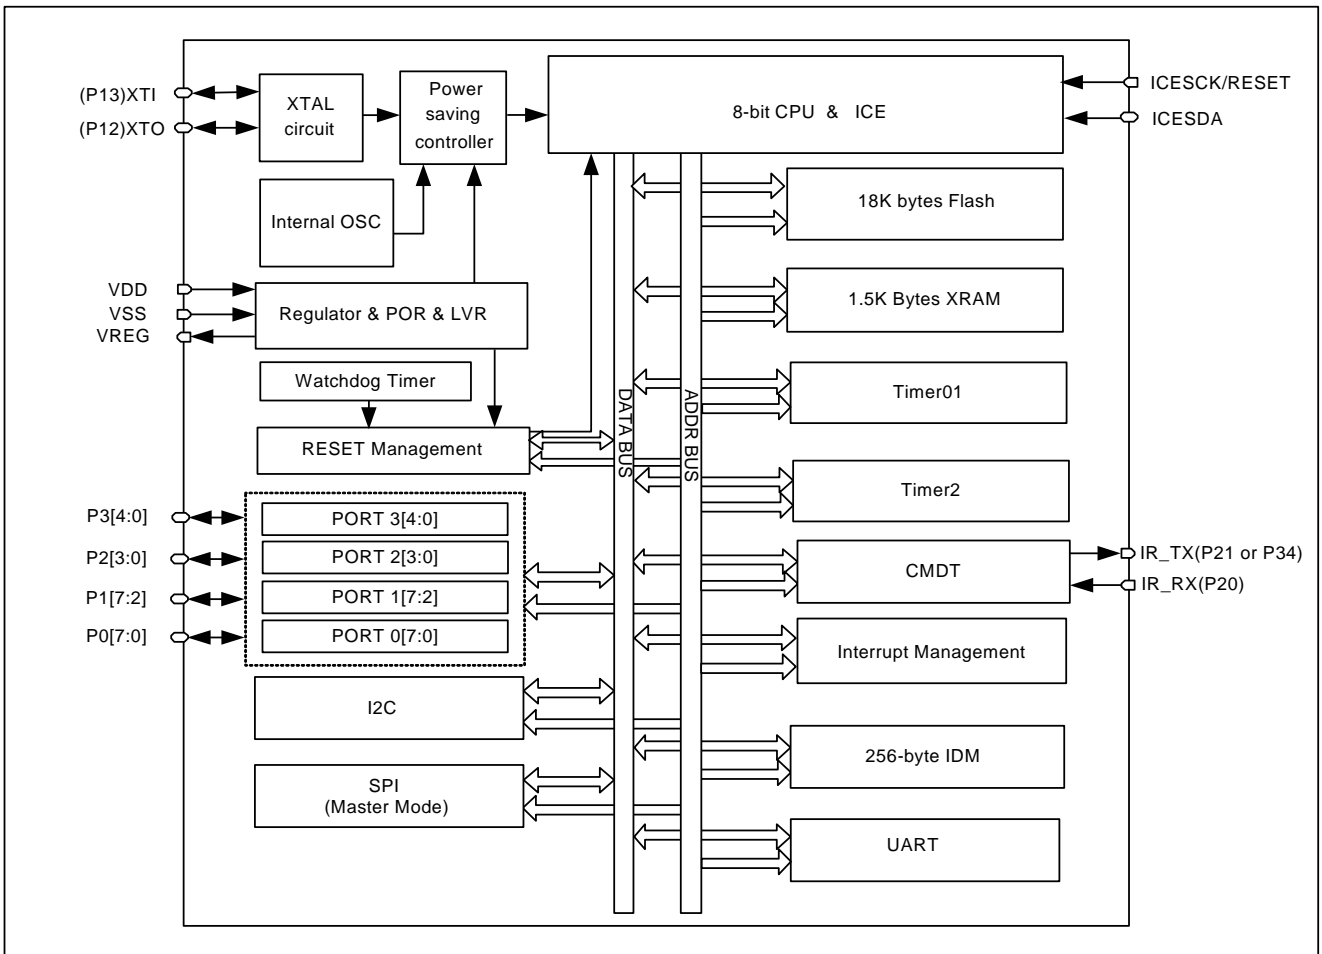 (P13)XTI
(P12)XTO
XTAL
circuit
Power
saving
controller
8-bit CPU & ICE
ICESCK/RESET
ICESDA
Internal OSC
18K bytes Flash
VDD
VSS
VREG
Regulator & POR & LVR
1.5K Bytes XRAM
Watchdog Timer
Timer01
DATA BUS
ADDR BUS
RESET Management
Timer2
P3[4:0]
P2[3:0]
P1[7:2]
P0[7:0]
PORT 3[4:0]
PORT 2[3:0]
PORT 1[7:2]
PORT 0[7:0]
CMDT
IR_TX(P21 or P34)
IR_RX(P20)
Interrupt Management
I2C
256-byte IDM
SPI
(Master Mode)
UART